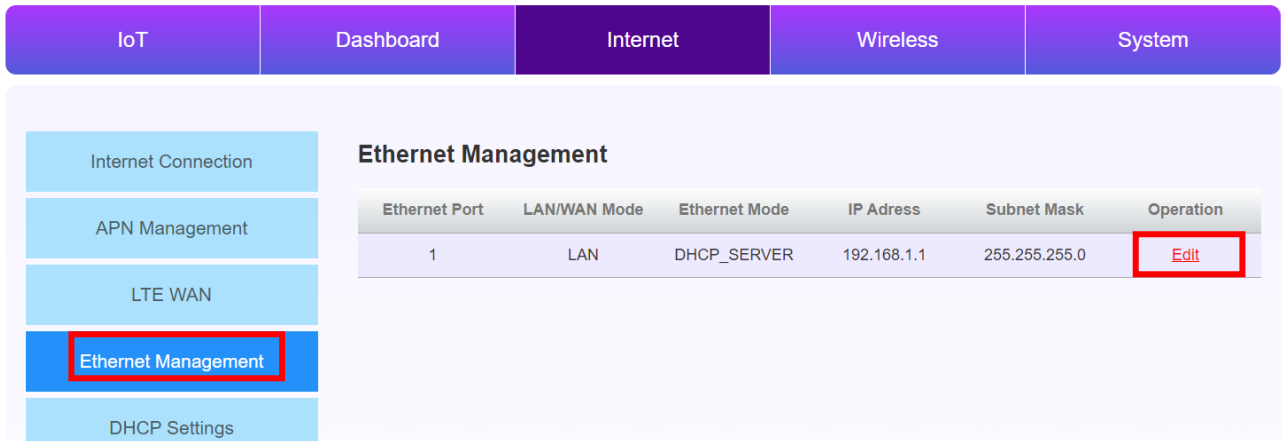 IoT Dashboard Internet Wireless System
Internet Connection
APN Management
LTE WAN
Ethernet Management
DHCP Settings
Ethernet Management
Ethernet Port LAN/WAN Mode Ethernet Mode IP Adress Subnet Mask Operation
1 LAN DHCP_SERVER 192.168.1.1 255.255.255.0 Edit